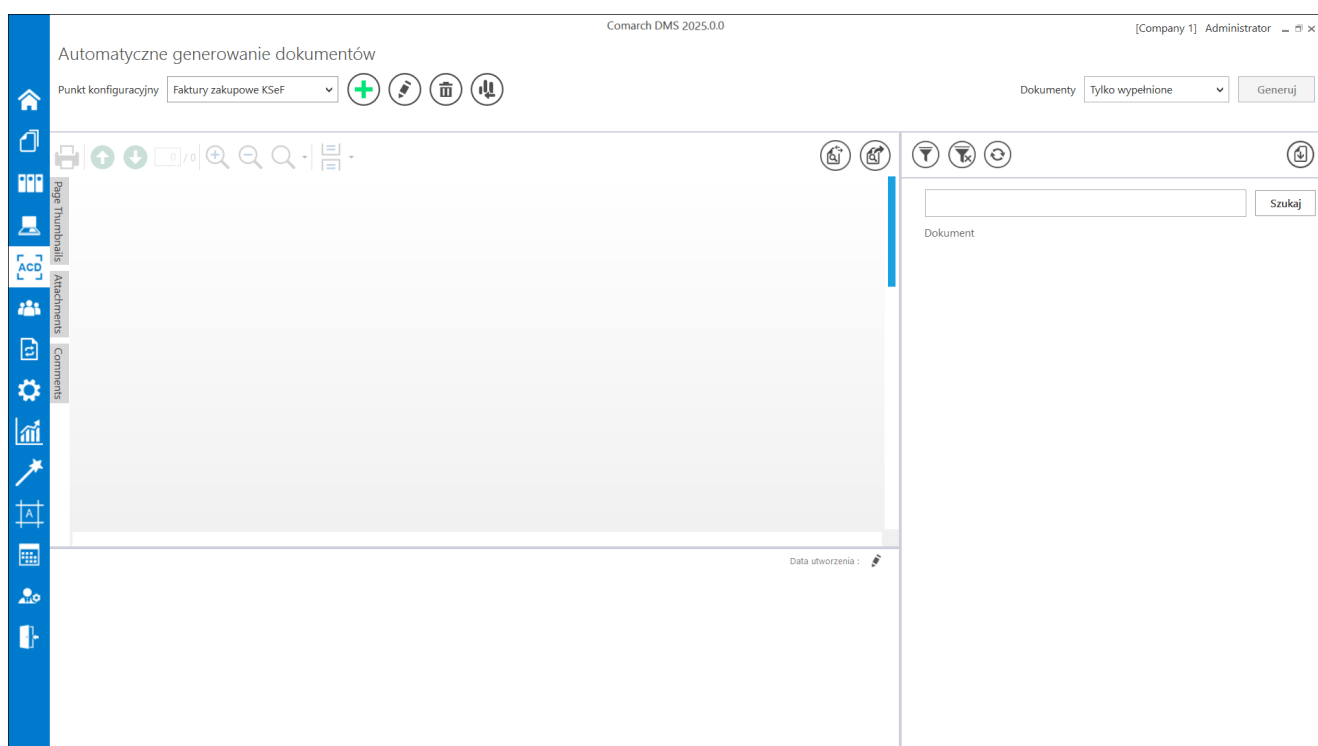 Comarch DMS 2025.0.0
[Company 1] Administrator
Automatyczne generowanie dokumentów
Punkt konfiguracyjny Faktury zakupowe KSeF
Dokumenty Tylko wypełnione Generuj
0 / 0
Page Thumbnails
Attachments
Comments
Szukaj
Dokument
ACD
A
Data utworzenia :